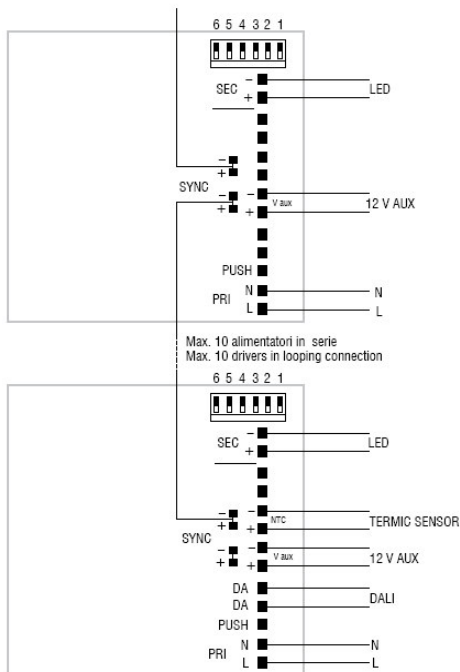 6 5 4 3 2 1
SEC - LED
+
-
+
SYNC
- V aux 12 V AUX
-
+ +
PUSH
N N
PRI
L L
Max. 10 alimentatori in serie
Max. 10 drivers in looping connection
6 5 4 3 2 1
-
SEC LED
+
- -
NTC TERMIC SENSOR
+ +
SYNC
- -
V aux 12 V AUX
+ +
DA
DALI
DA
PUSH
N N
PRI
L L